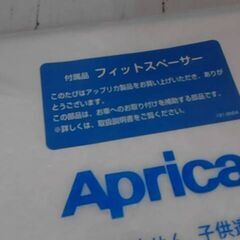 付属品 フィットスペーサー
このたびはアップリカ製品をお買い上げいただき、ありが
とうございます。
この部品は、お車へのお取り付けを補助する部品です。
※詳しくは、取扱説明書をご覧ください。
Aprica
せん 子供